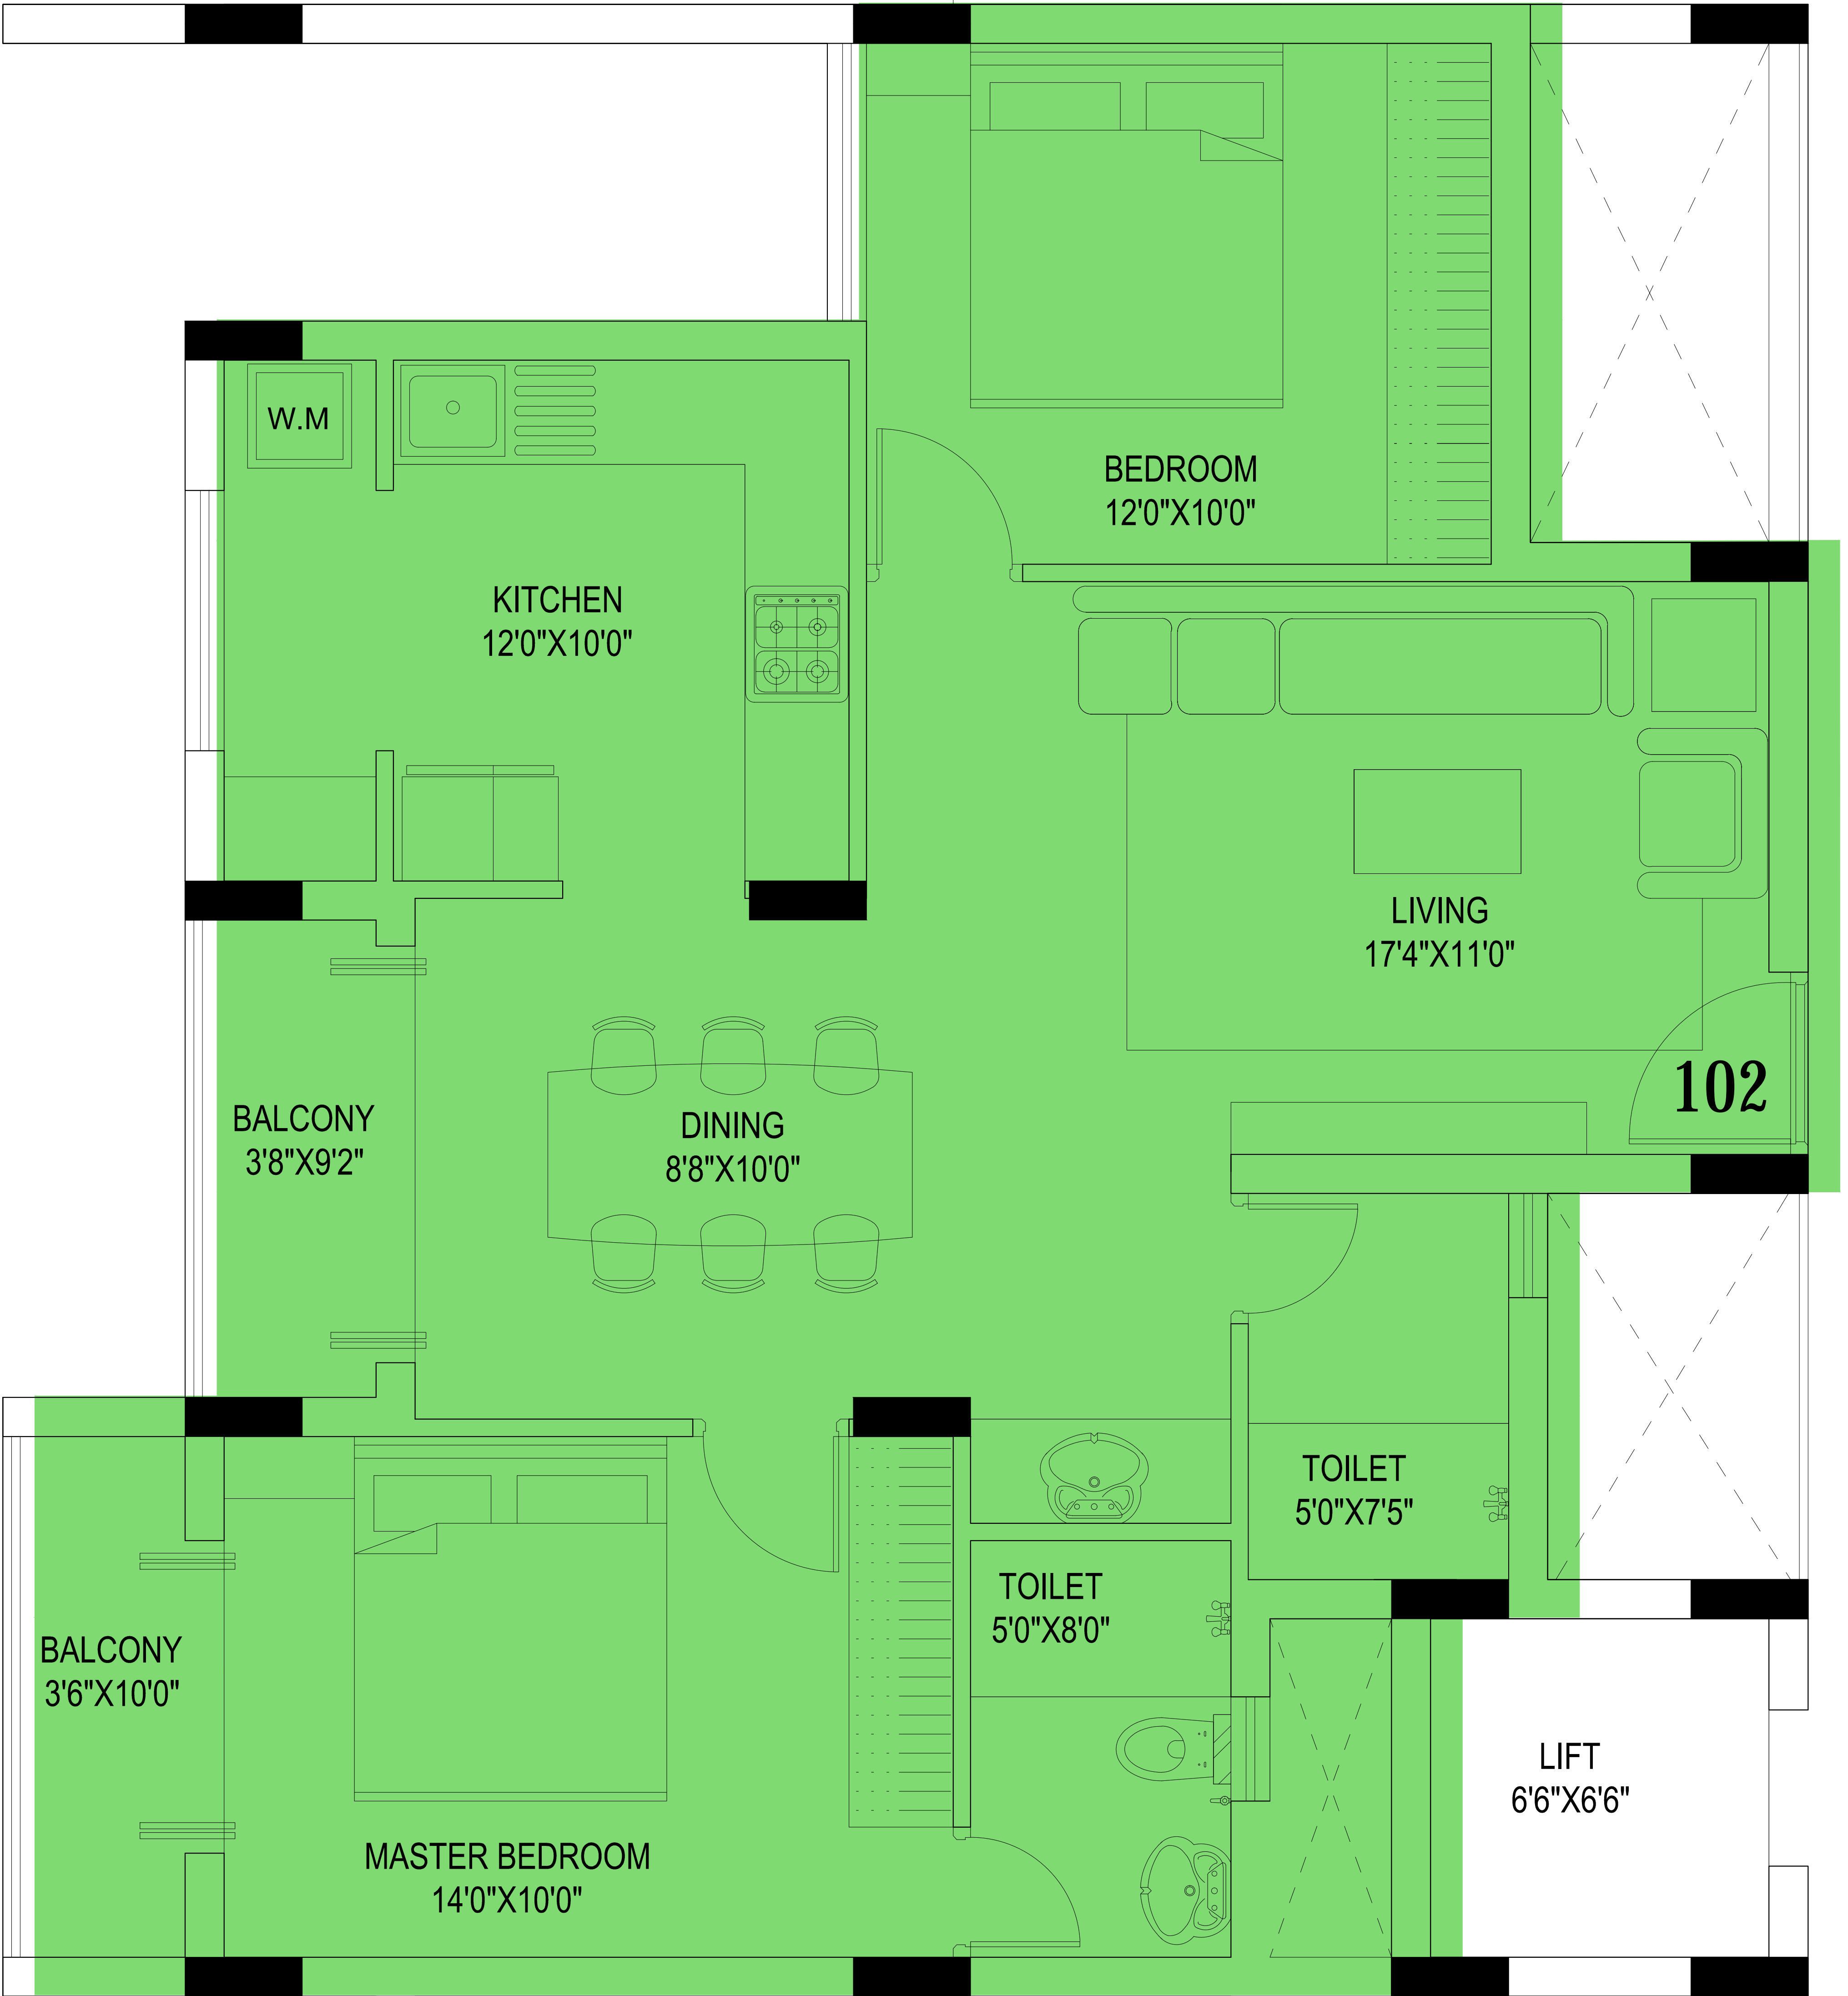 W.M
BEDROOM
12'0"X10'0"
KITCHEN
12'0"X10'0"
LIVING
17'4"X11'0"
102
BALCONY
3'8"X9'2"
DINING
8'8"X10'0"
TOILET
5'0"X7'5"
TOILET
5'0"X8'0"
BALCONY
3'6"X10'0"
LIFT
6'6"X6'6"
MASTER BEDROOM
14'0"X10'0"